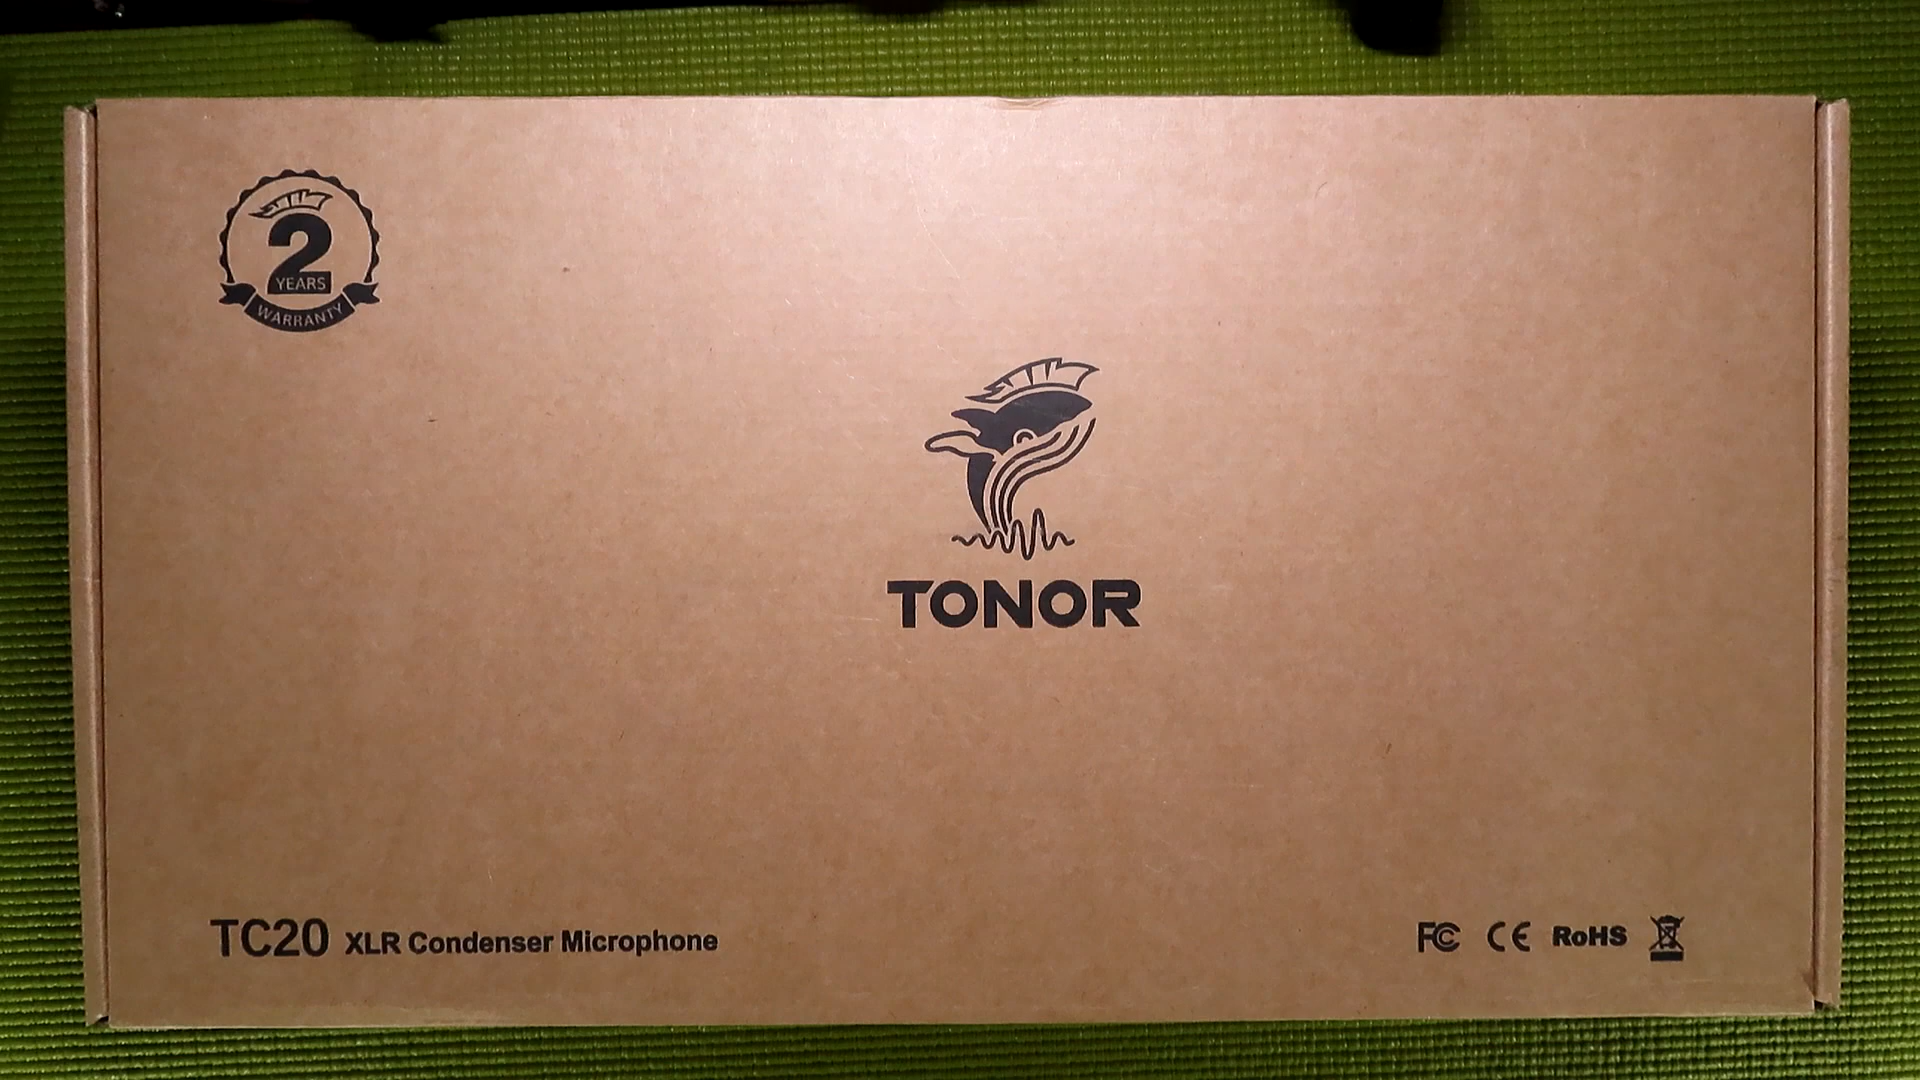 2
YEARS
WARRANTY
TONOR
TC20 XLR Condenser Microphone
FC CE RoHS